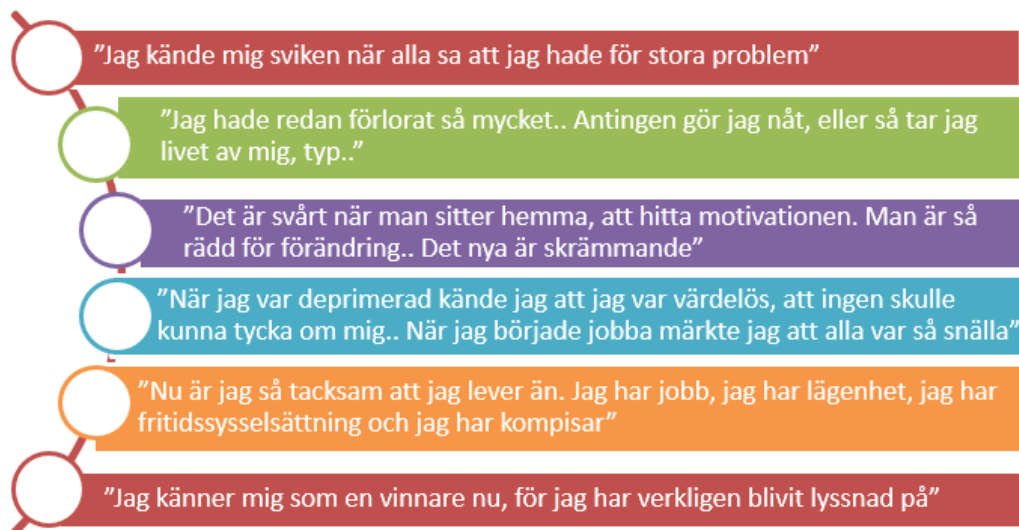 ”Jag kände mig sviken när alla sa att jag hade för stora problem”
”Jag hade redan förlorat så mycket.. Antingen gör jag nåt, eller så tar jag
livet av mig, typ..”
”Det är svårt när man sitter hemma, att hitta motivationen. Man är så
rädd för förändring.. Det nya är skrämmande”
”När jag var deprimerad kände jag att jag var värdelös, att ingen skulle
kunna tycka om mig.. När jag började jobba märkte jag att alla var så snälla”
”Nu är jag så tacksam att jag lever än. Jag har jobb, jag har lägenhet, jag har
fritidssysselsättning och jag har kompisar”
”Jag känner mig som en vinnare nu, för jag har verkligen blivit lyssnad på”